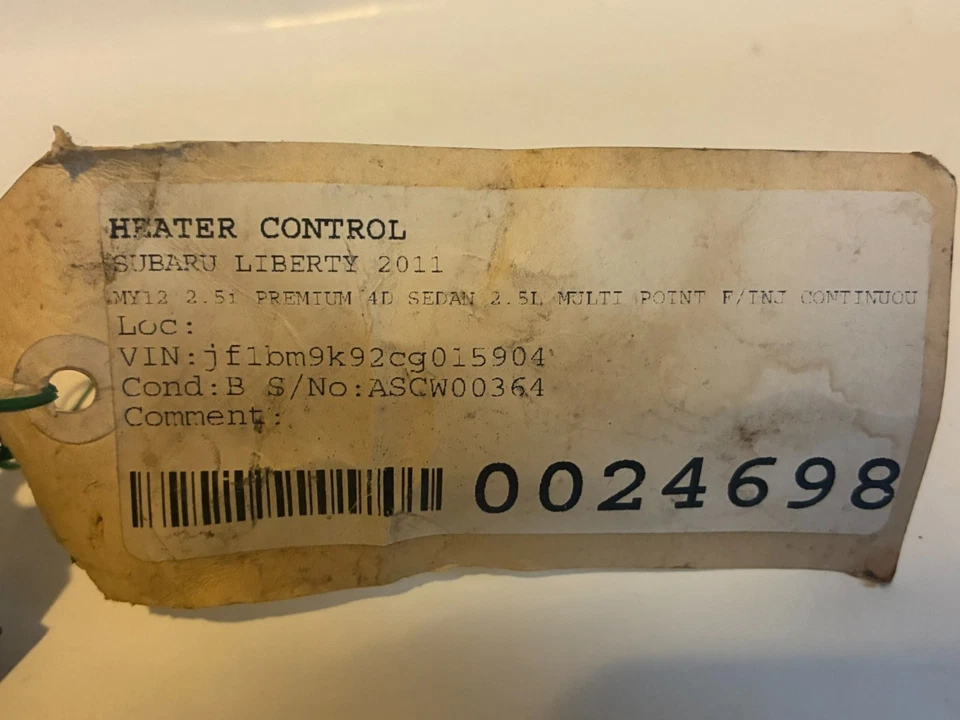 HEATER CONTROL
SUBARU LIBERTY 2011
MY12 2.5i PREMIUM 4D SEDAN 2.5L MULTI POINT F/INJ CONTINUOU
Loc:
VIN:jf1bm9k92cg015904
Cond:B S/No:ASCW00364
Comment:
0024698